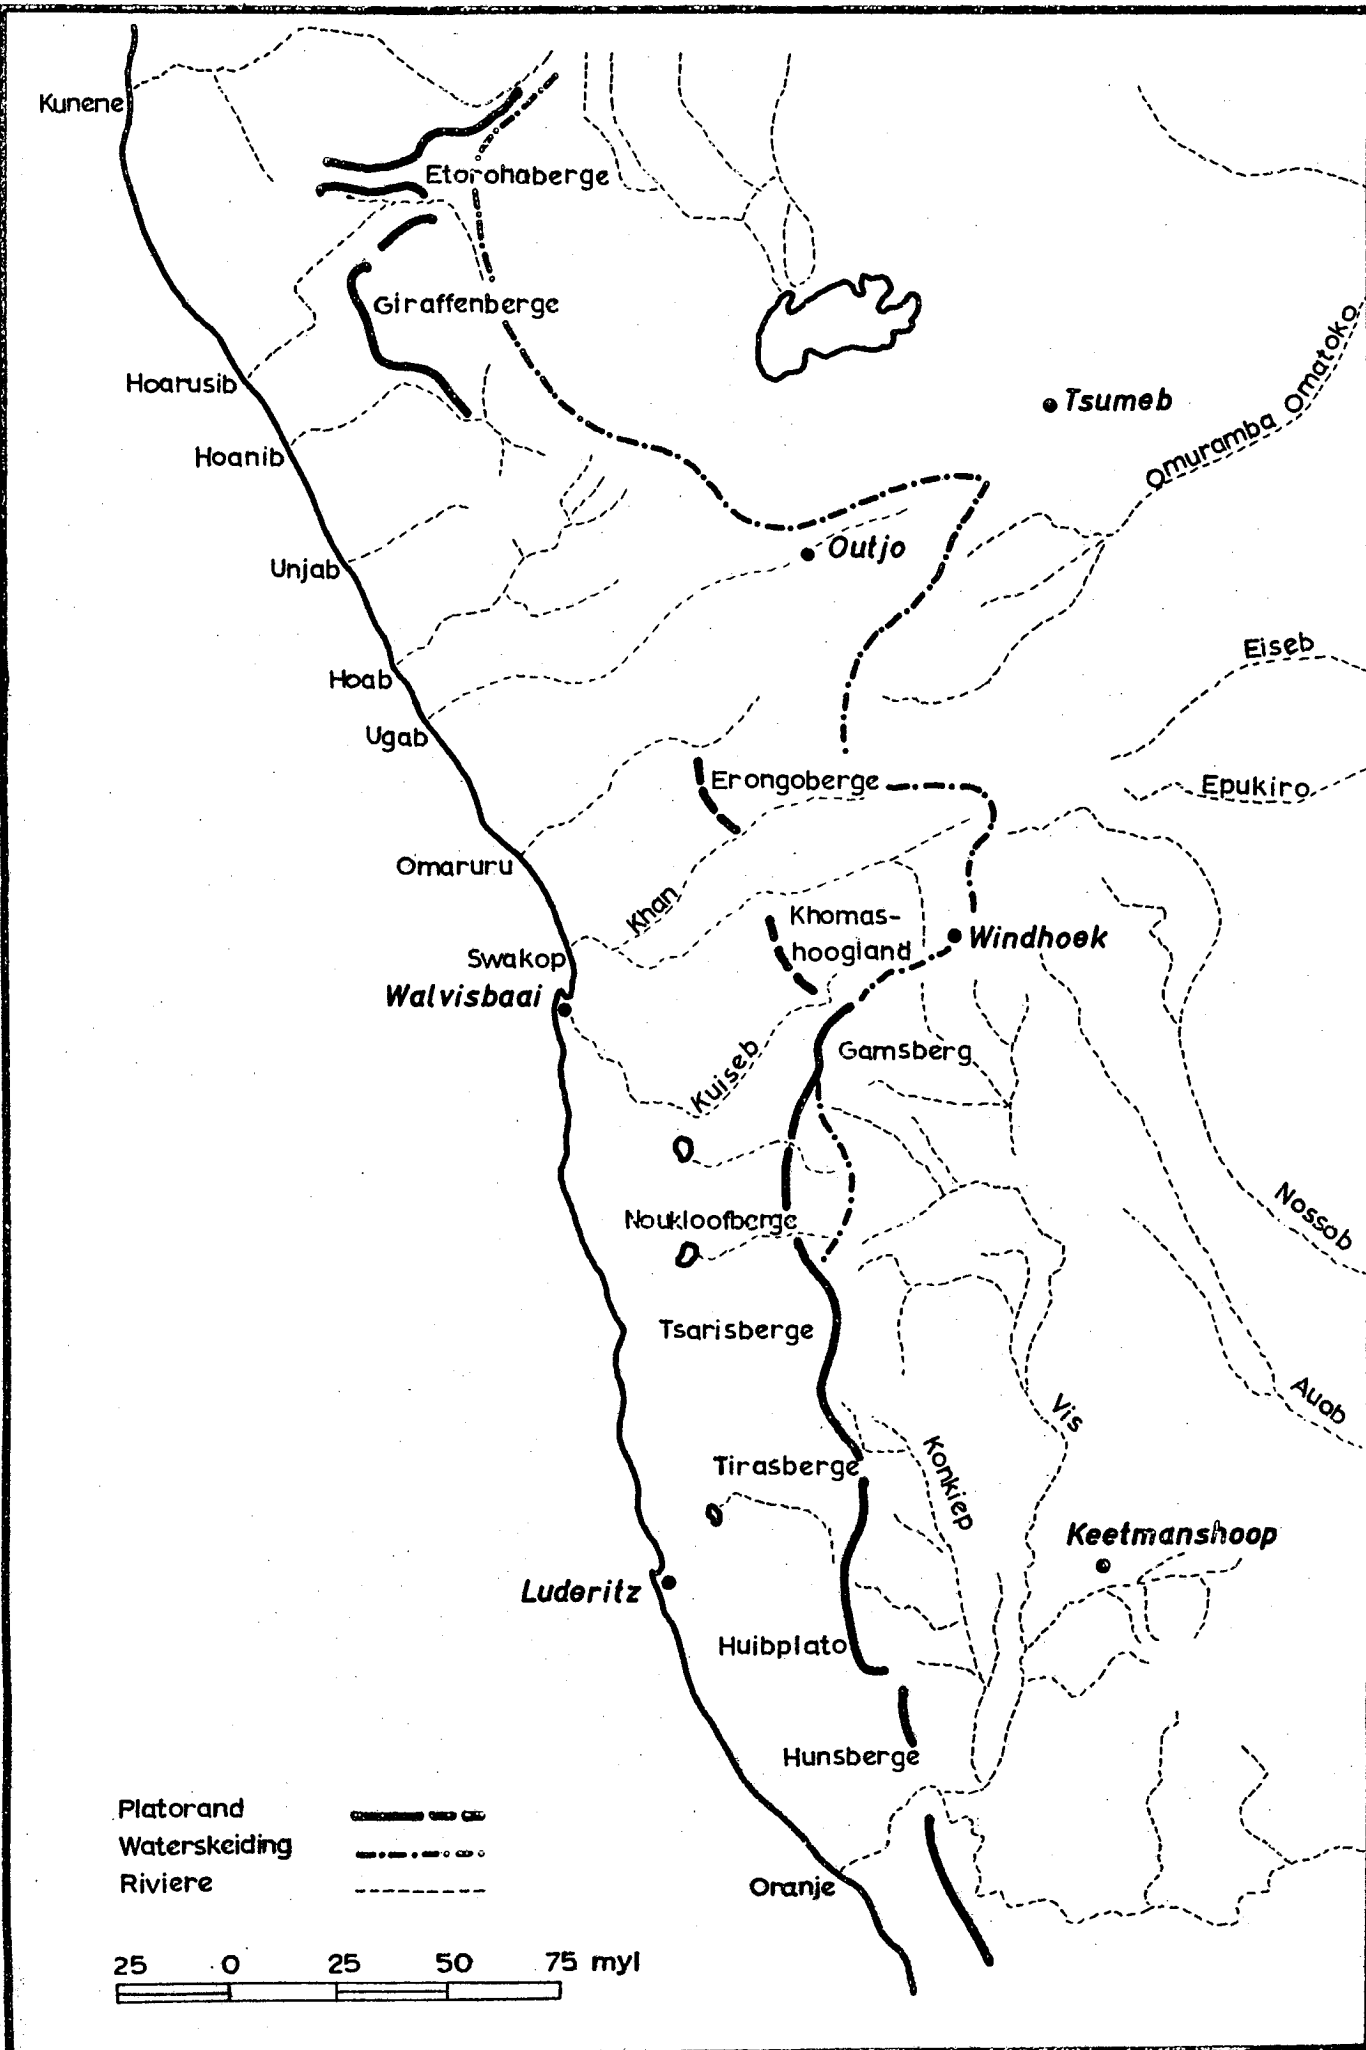 Kunene
Etorohaberge
Giraffenberge
Hoarusib
Tsumeb
Omuramba Omatoko
Hoanib
Outjo
Unjab
Eiseb
Hoab
Ugab
Erongoberge
Epukiro
Omaruru
Khan
Khomas-
hoogland
Windhoek
Swakop
Walvisbaai
Gamsberg
Kuiseb
Noukloofberge
Nossob
Tsarisberge
Auob
Vis
Tirasberge
Konkiep
Keetmanshoop
Luderitz
Huibplato
Hunsberge
Platorand
Waterskeiding
Riviere
Oranje
25 0 25 50 75 myl